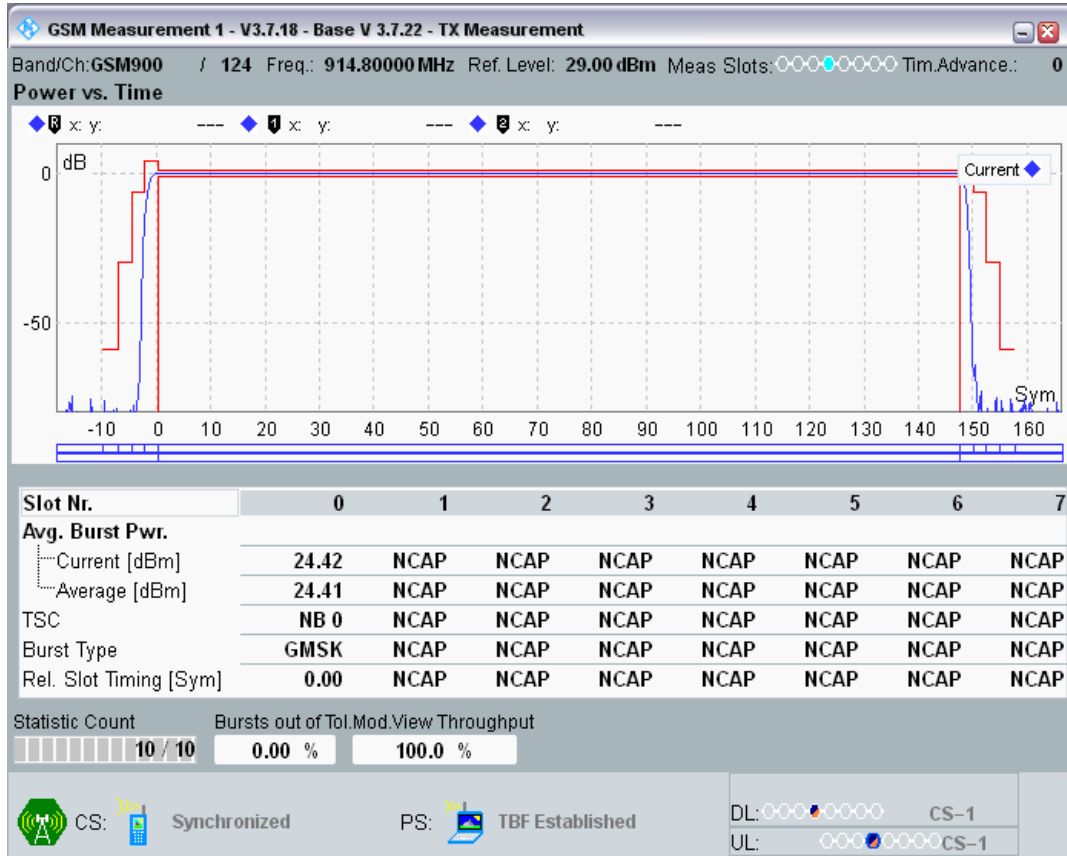 GSM Measurement 1 - V3.7.18 - Base V 3.7.22 - TX Measurement
Band/Ch:GSM900 / 124 Freq.: 914.80000 MHz Ref. Level: 29.00 dBm Meas Slots: Tim.Advance.: 0
Power vs. Time
R x: y: --- 1 x: y: --- 2 x: y: ---
dB
Current
0
-50
Sym
-10 0 10 20 30 40 50 60 70 80 90 100 110 120 130 140 150 160
Slot Nr. 0 1 2 3 4 5 6 7
Avg. Burst Pwr.
Current [dBm] 24.42 NCAP NCAP NCAP NCAP NCAP NCAP NCAP
Average [dBm] 24.41 NCAP NCAP NCAP NCAP NCAP NCAP NCAP
TSC NB 0 NCAP NCAP NCAP NCAP NCAP NCAP NCAP
Burst Type GMSK NCAP NCAP NCAP NCAP NCAP NCAP NCAP
Rel. Slot Timing [Sym] 0.00 NCAP NCAP NCAP NCAP NCAP NCAP NCAP
Statistic Count Bursts out of Tol. Mod.View Throughput
10 / 10 0.00 % 100.0 %
CS: Synchronized PS: TBF Established DL: CS-1
UL: CS-1